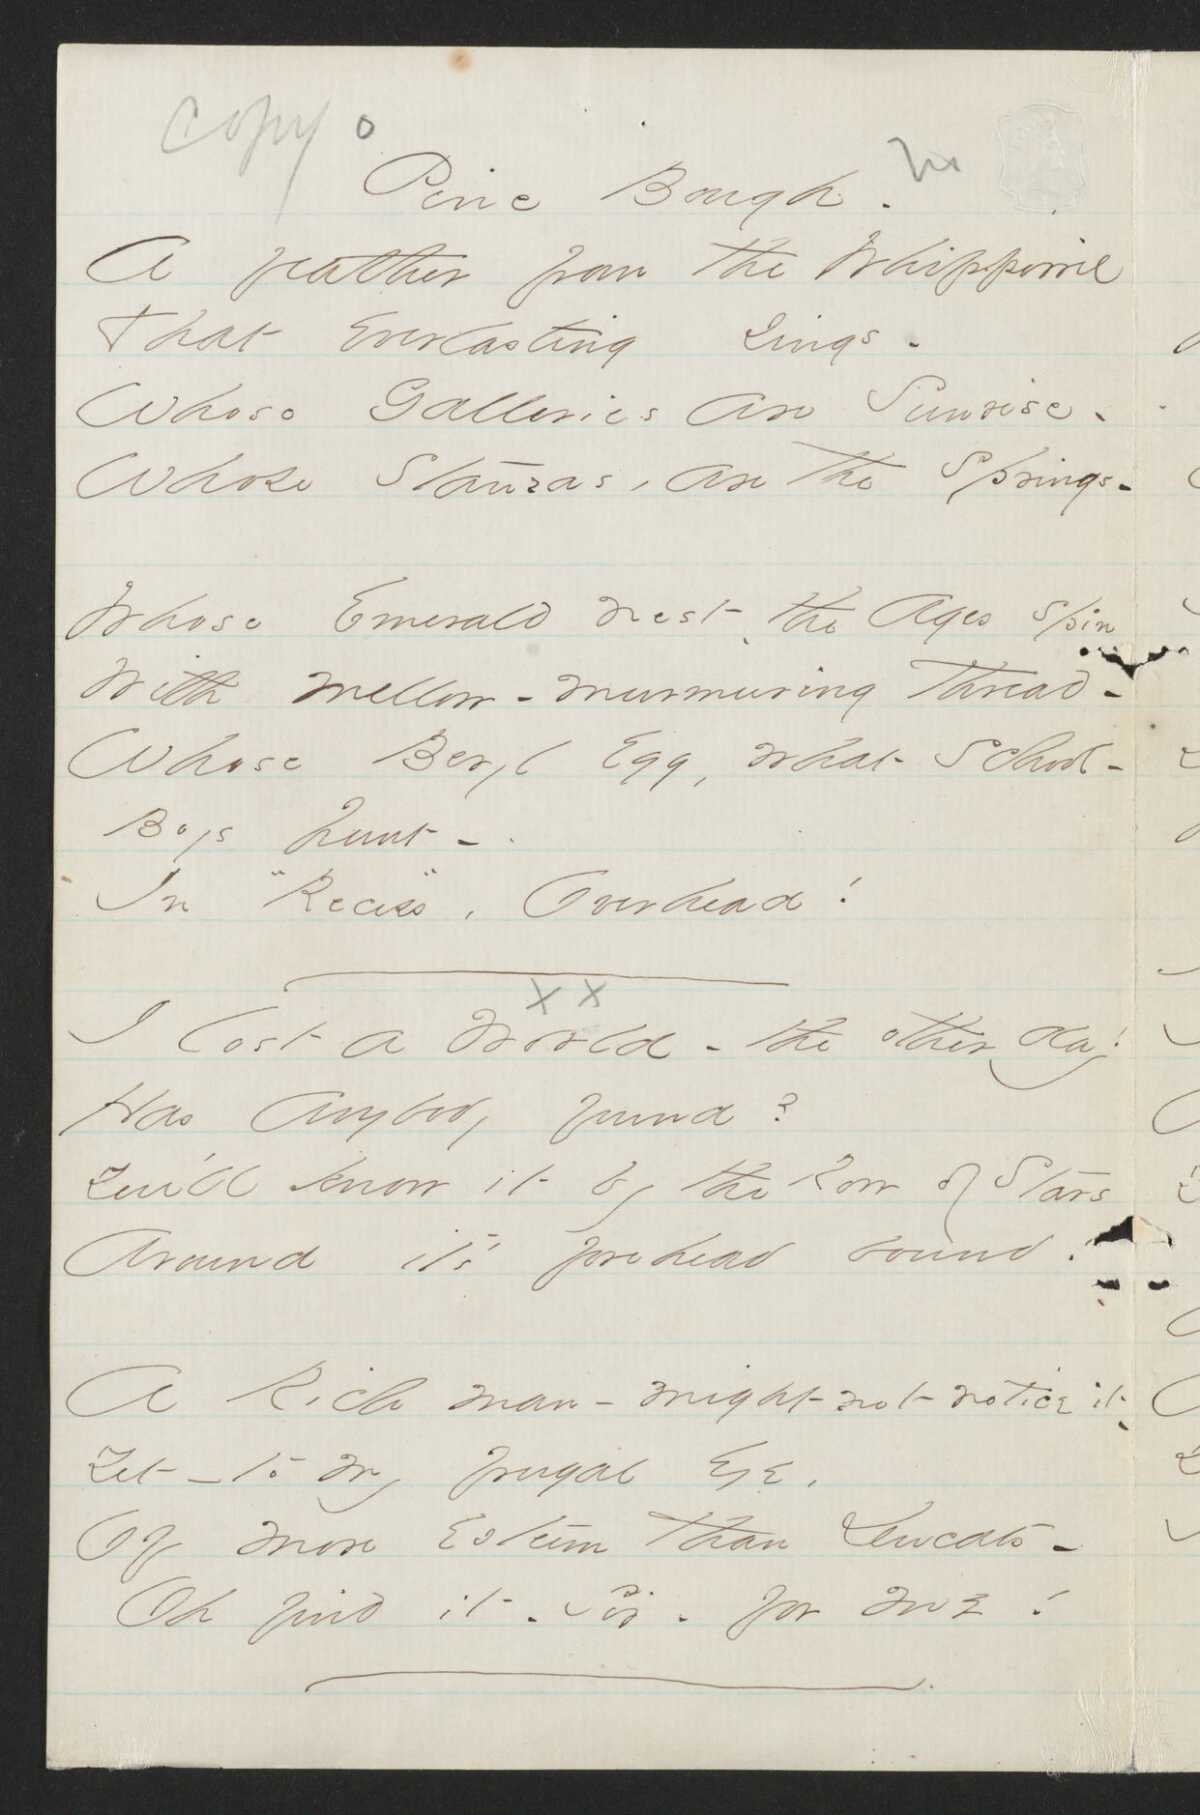 copy o
Pine Bough.
A feather from the Whippowil
That everlasting sings -
Whose Galleries are Sunrise -
Whose Stanzas, are the Springs -
Whose Emerald nest the Ages spin
With mellow - murmuring Thread -
Whose Beryl Egg, what School-
Boys hunt -
In "Recess", Overhead!
X X
I lost a World - the other day!
Has Anybody found?
You'll know it by the Row of Stars
Around it's forehead bound.
A Rich man - might not notice it
Yet - to my frugal Eye,
Of more Esteem than Ducats -
Oh find it - Sir - for me!